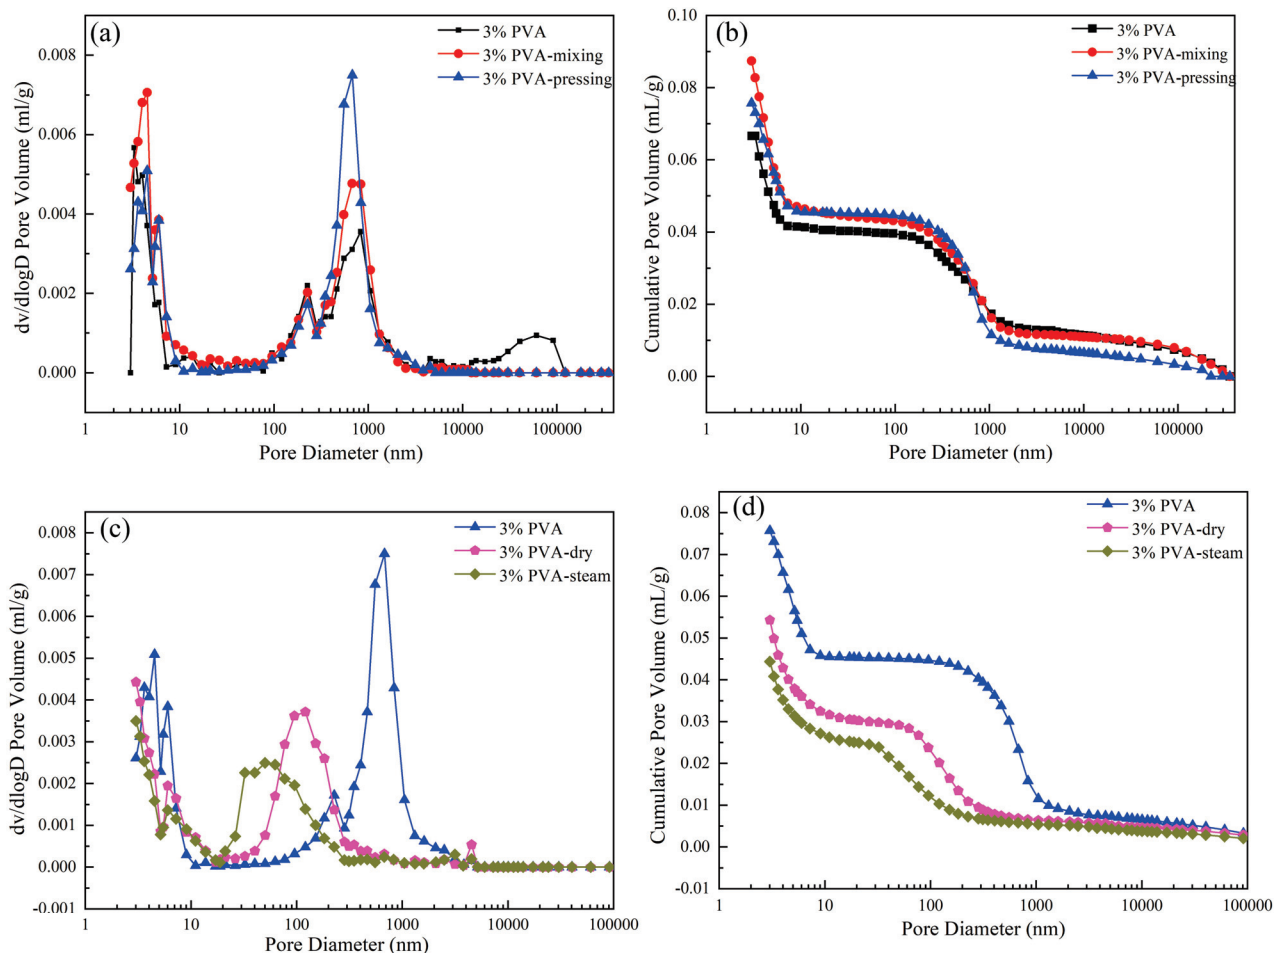 (a)
3% PVA
3% PVA-mixing
3% PVA-pressing
dv/dlogD Pore Volume (ml/g)
0.008
0.006
0.004
0.002
0.000
1 10 100 1000 10000 100000
Pore Diameter (nm)
(b)
3% PVA
3% PVA-mixing
3% PVA-pressing
Cumulative Pore Volume (mL/g)
0.10
0.08
0.06
0.04
0.02
0.00
1 10 100 1000 10000 100000
Pore Diameter (nm)
(c)
3% PVA
3% PVA-dry
3% PVA-steam
dv/dlogD Pore Volume (ml/g)
0.008
0.007
0.006
0.005
0.004
0.003
0.002
0.001
0.000
-0.001
1 10 100 1000 10000 100000
Pore Diameter (nm)
(d)
3% PVA
3% PVA-dry
3% PVA-steam
Cumulative Pore Volume (mL/g)
0.08
0.07
0.06
0.05
0.04
0.03
0.02
0.01
0.00
-0.01
1 10 100 1000 10000 100000
Pore Diameter (nm)